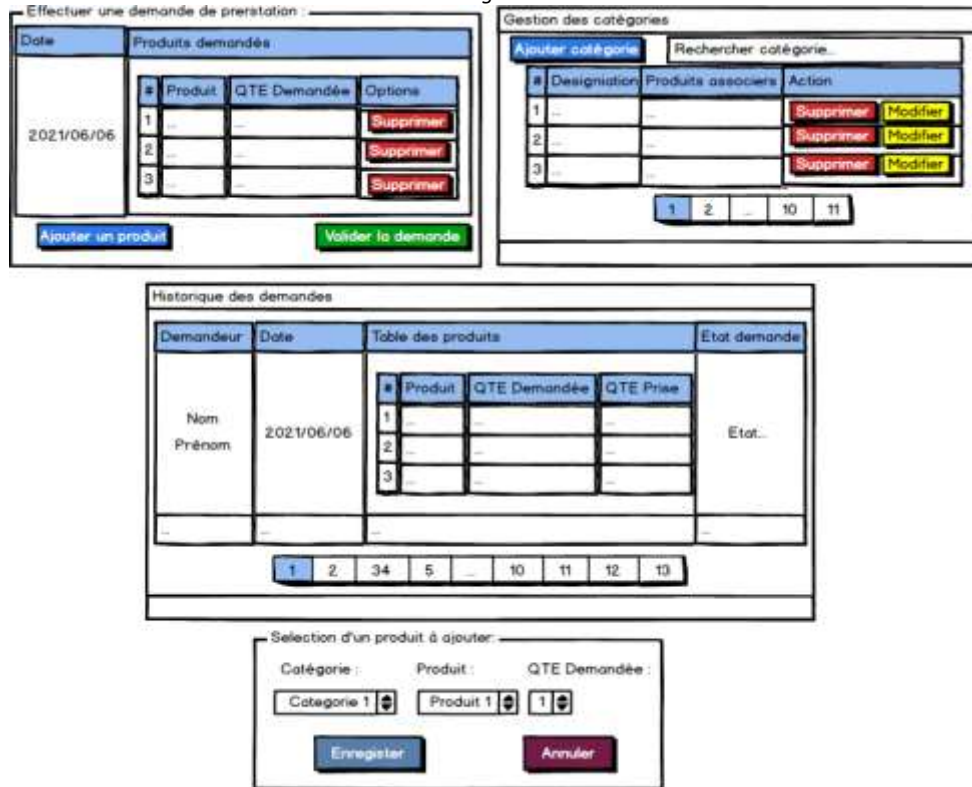 Effectuer une demande de prerstation :
Date Produits demandés
# Produit QTE Demandée Options
2021/06/06
1 ... ... Supprimer
2 ... ... Supprimer
3 ... ... Supprimer
Ajouter un produit Valider la demande
Gestion des catégories
Ajouter catégorie Rechercher catégorie...
# Designiation Produits associers Action
1 ... ... Supprimer Modifier
2 ... ... Supprimer Modifier
3 ... ... Supprimer Modifier
1 2 ... 10 11
Historique des demandes
Demandeur Date Table des produits Etat demande
# Produit QTE Demandée QTE Prise
Nom
Prénom
2021/06/06
1 ... ... ...
2 ... ... ...
3 ... ... ...
Etat...
... ... ... ...
1 2 34 5 ... 10 11 12 13
Selection d'un produit à ajouter:
Catégorie : Produit : QTE Demandée :
Categorie 1 Produit 1 1
Enregister Annuler